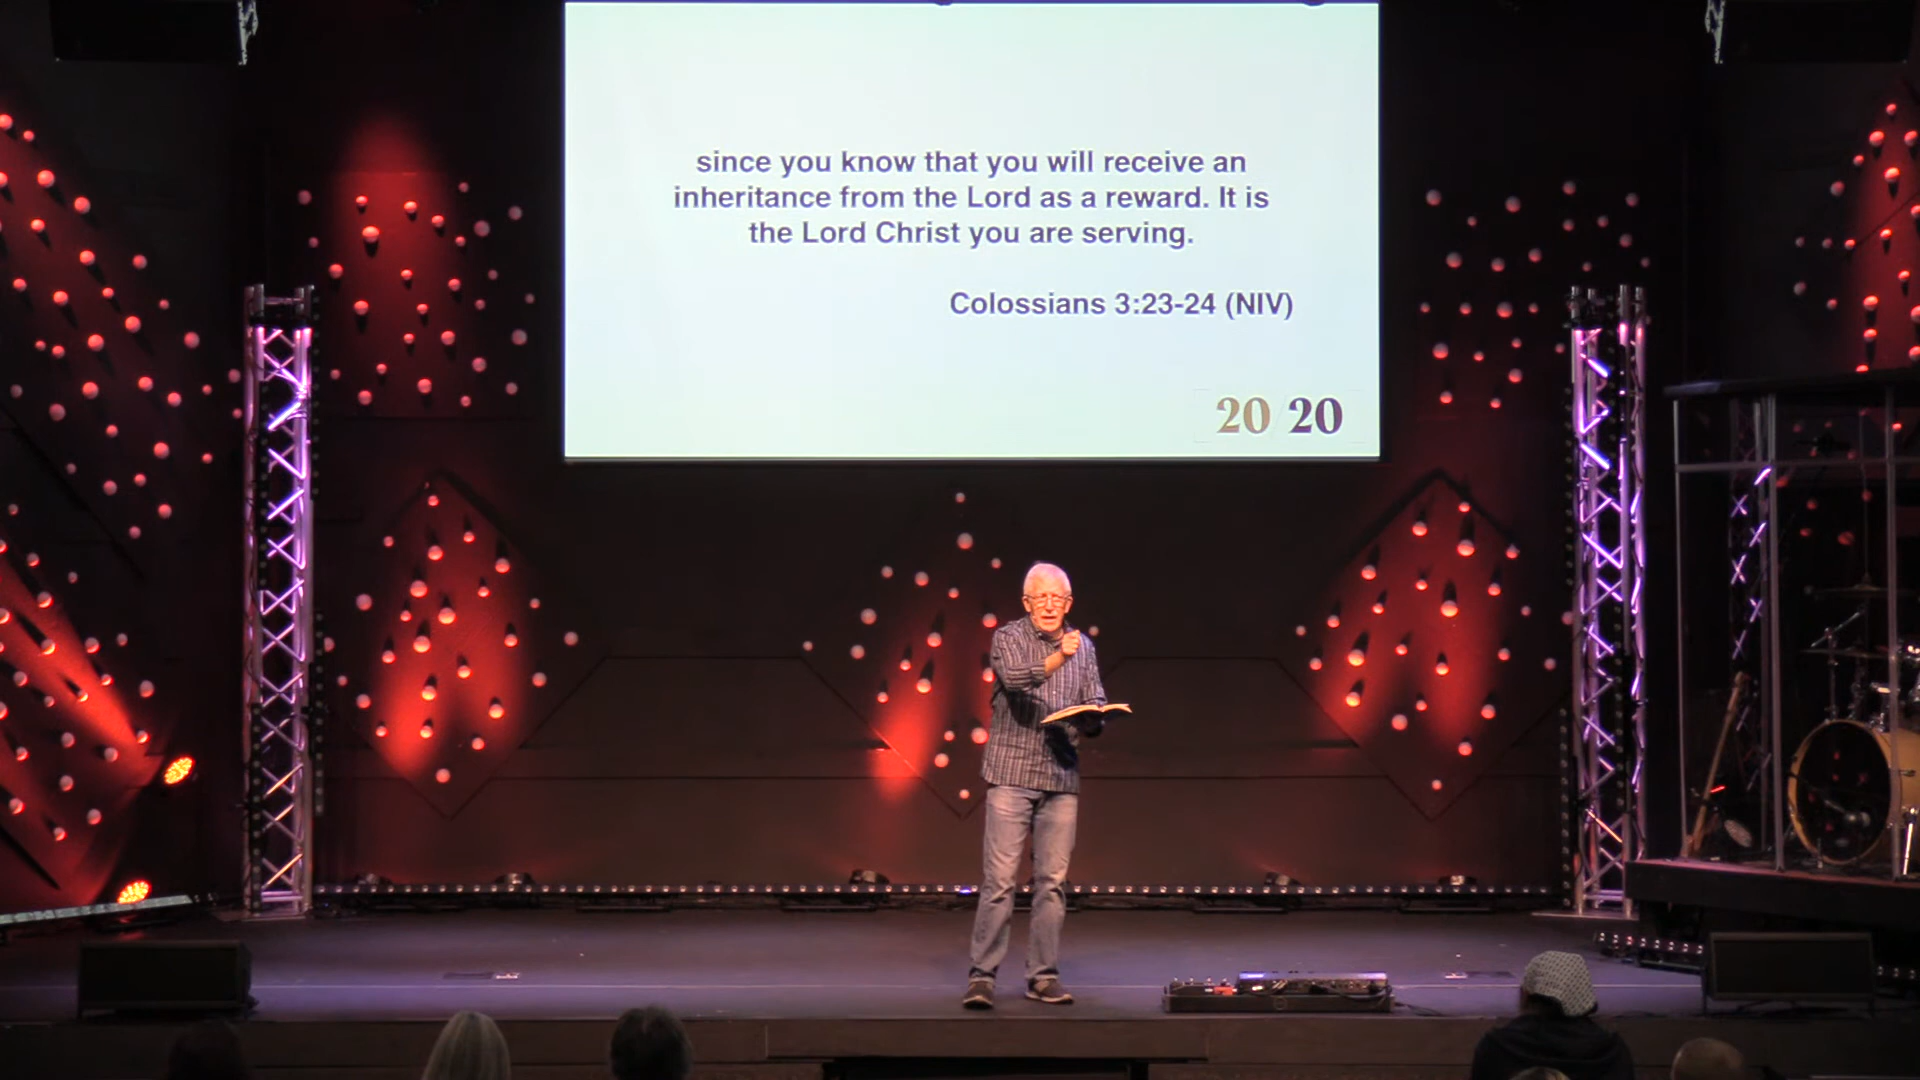 since you know that you will receive an
inheritance from the Lord as a reward. It is
the Lord Christ you are serving.
Colossians 3:23-24 (NIV)
20/20